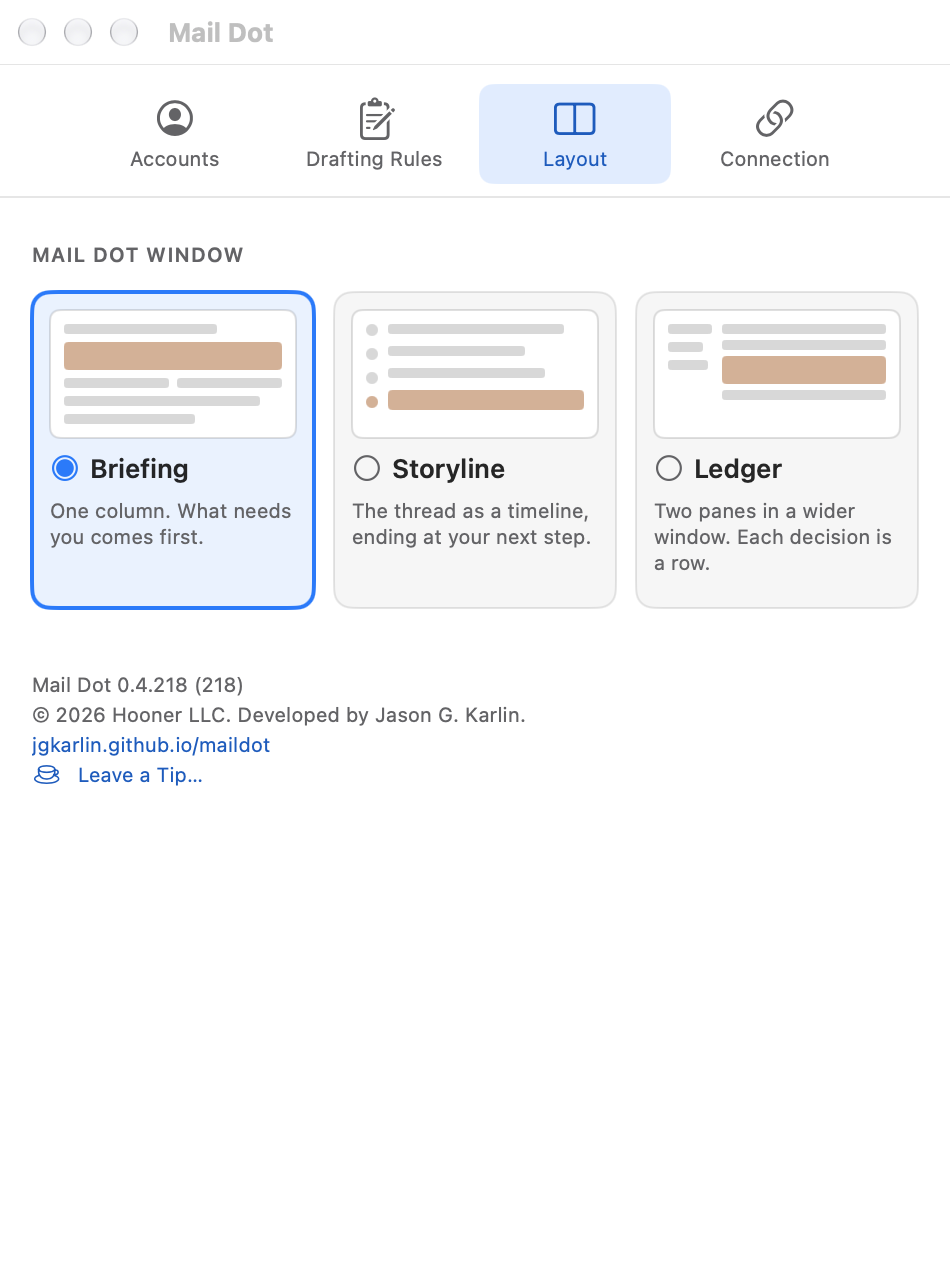 Mail Dot
Accounts
Drafting Rules
Layout
Connection
MAIL DOT WINDOW
Briefing
One column. What needs
you comes first.
Storyline
The thread as a timeline,
ending at your next step.
Ledger
Two panes in a wider
window. Each decision is
a row.
Mail Dot 0.4.218 (218)
© 2026 Hooner LLC. Developed by Jason G. Karlin.
jgkarlin.github.io/maildot
Leave a Tip...